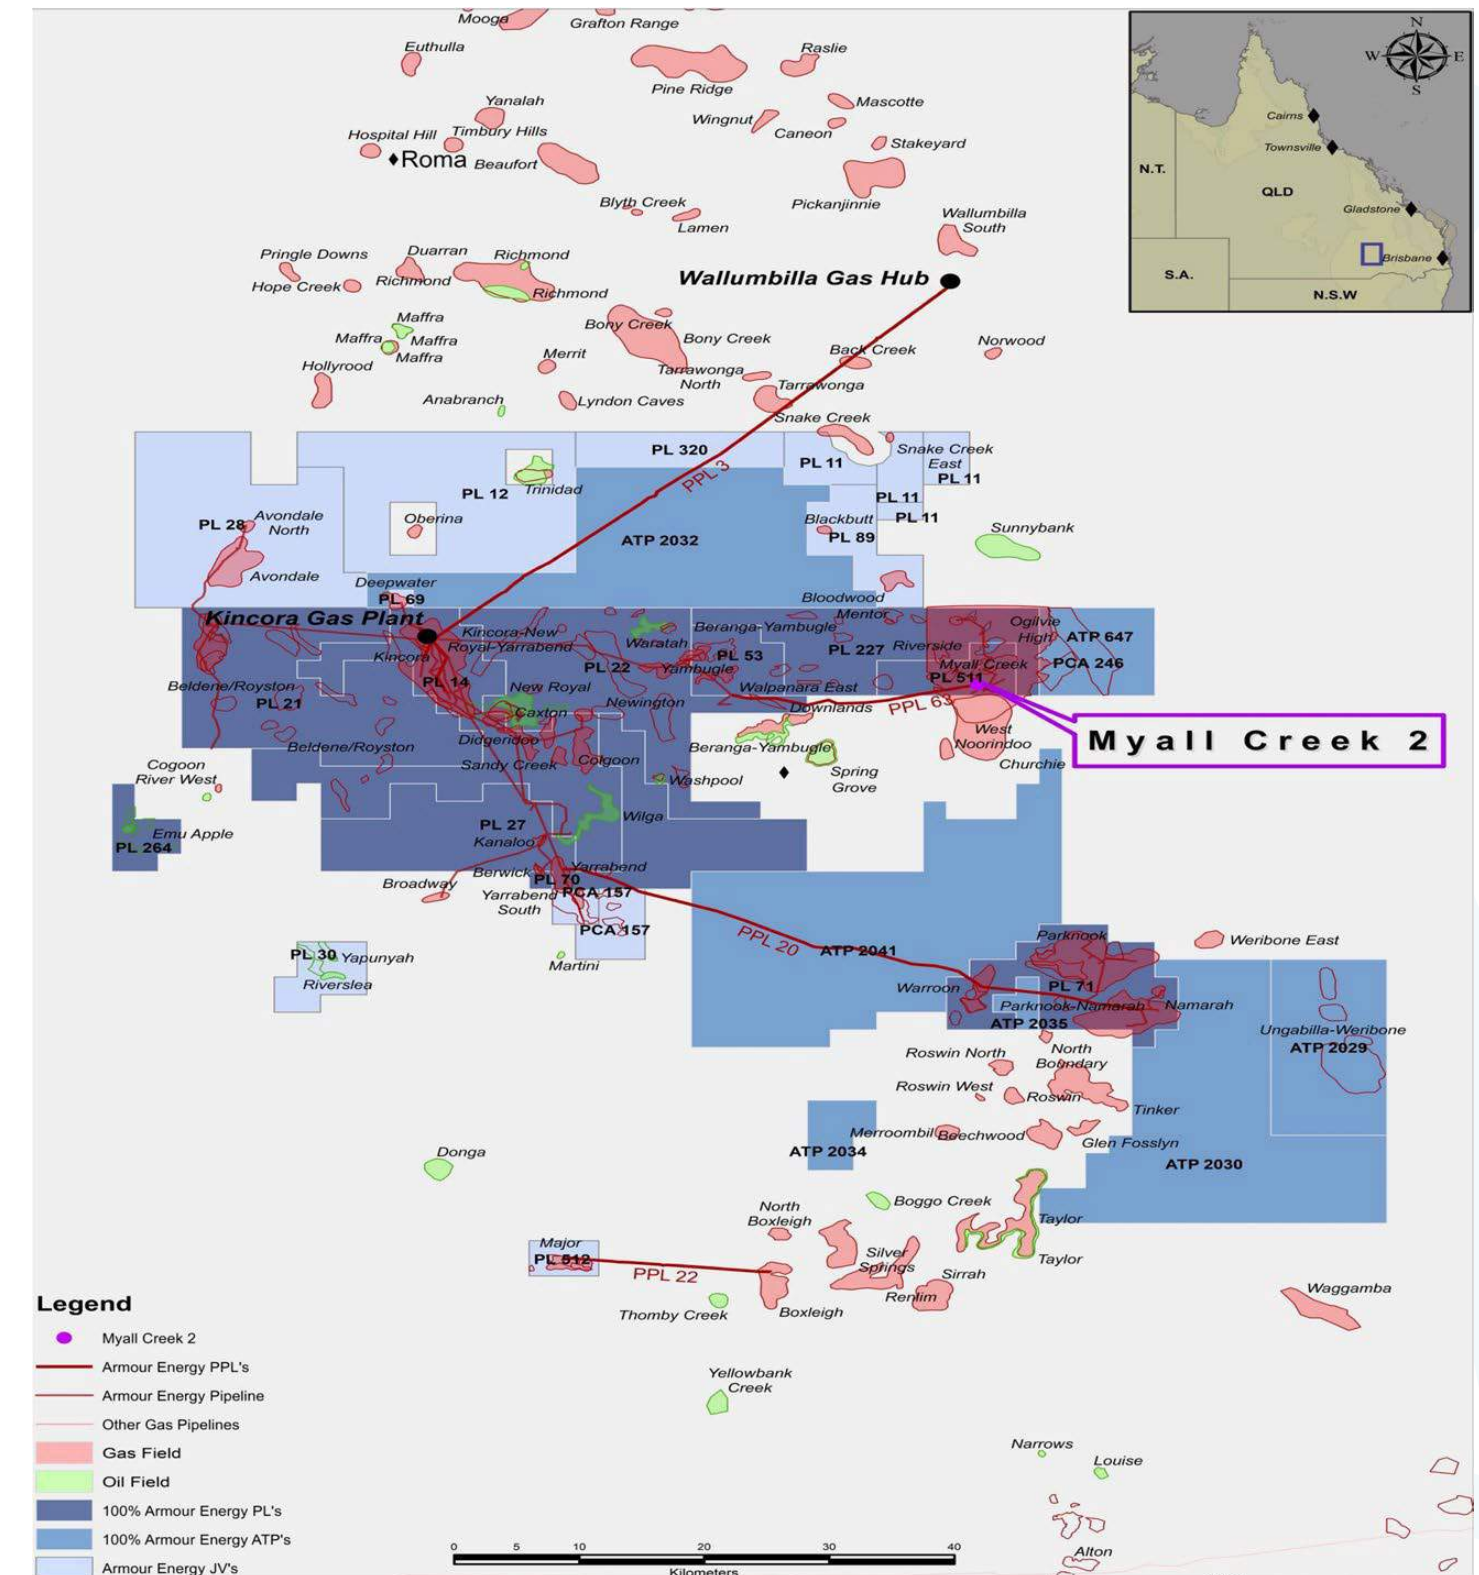 Mooga
Grafton Range
Euthulla
Raslie
Pine Ridge
Yanalah
Mascotte
Wingnut
Caneon
Hospital Hill
Timbury Hills
Stakeyard
Roma
Beaufort
Pickanjinnie
Blyth Creek
Lamen
Wallumbilla
South
Pringle Downs
Duarran
Richmond
Hope Creek
Richmond
Richmond
Wallumbilla Gas Hub
Maffra
Maffra
Maffra
Maffra
Bony Creek
Bony Creek
Norwood
Hollyrood
Merrit
Back Creek
Tarrawonga
North
Tarrawonga
Anabranch
Lyndon Caves
Snake Creek
PL 320
PL 11
Snake Creek
East
PL 11
PL 12
Trinidad
PPL 3
PL 11
PL 11
PL 28
Avondale
North
Oberina
Blackbutt
PL 89
Sunnybank
ATP 2032
Avondale
Deepwater
PL 69
Bloodwood
Kincora Gas Plant
Mentor
Ogilvie
High
ATP 647
Kincora-New
Royal-Yarrabend
Waratah
Beranga-Yambugle
PL 53
PL 227
Riverside
Kincora
PL 22
Yambugle
Myall Creek
PCA 246
PL 14
PL 511
Beldene/Royston
PL 21
New Royal
Walpanara East
Newington
Caxton
Downlands
PPL 63
Didgeridoo
West
Noorindoo
Myall Creek 2
Beldene/Royston
Sandy Creek
Colgoon
Beranga-Yambugle
Churchie
Cogoon
River West
Washpool
Spring
Grove
Emu Apple
PL 264
PL 27
Wilga
Kanaloo
Berwick
Yarrabend
PL 70
Broadway
Yarrabend
South
PCA 157
PCA 157
PPL 20
ATP 2041
Parknook
Weribone East
PL 30
Yapunyah
Riverslea
Martini
Warroon
PL 71
Parknook-Namarah
Namarah
ATP 2035
Ungabilla-Weribone
ATP 2029
Roswin North
North
Boundary
Roswin West
Roswin
Tinker
Merroombil
Beechwood
Glen Fosslyn
ATP 2034
ATP 2030
Donga
Boggo Creek
North
Boxleigh
Taylor
Major
PL 512
PPL 22
Silver
Springs
Taylor
Sirrah
Renlim
Waggamba
Thomby Creek
Boxleigh
Yellowbank
Creek
Narrows
Louise
Alton
N
W
E
S
Cairns
Townsville
N.T.
QLD
Gladstone
Brisbane
S.A.
N.S.W
Legend
Myall Creek 2
Armour Energy PPL's
Armour Energy Pipeline
Other Gas Pipelines
Gas Field
Oil Field
100% Armour Energy PL's
100% Armour Energy ATP's
Armour Energy JV's
0 5 10 20 30 40
Kilometers